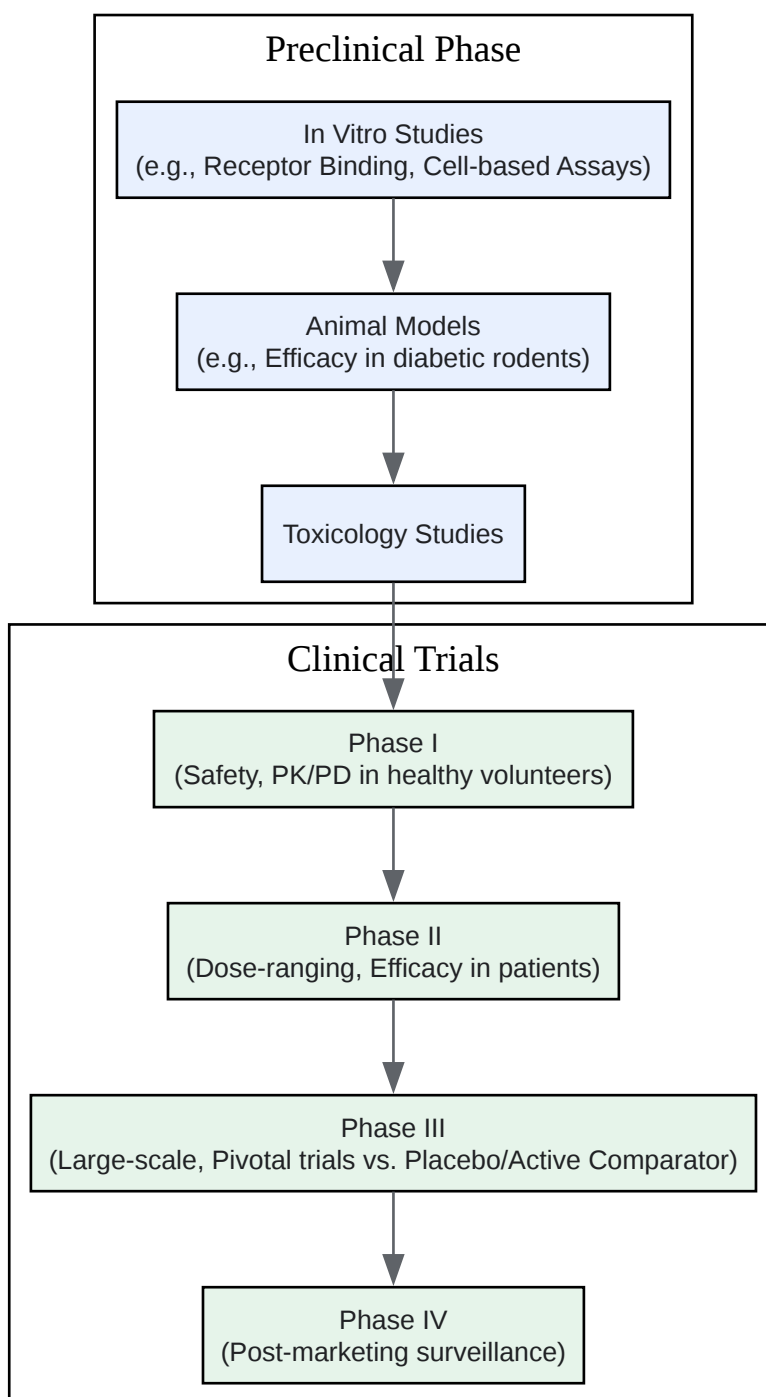 Preclinical Phase
In Vitro Studies
(e.g., Receptor Binding, Cell-based Assays)
Animal Models
(e.g., Efficacy in diabetic rodents)
Toxicology Studies
Clinical Trials
Phase I
(Safety, PK/PD in healthy volunteers)
Phase II
(Dose-ranging, Efficacy in patients)
Phase III
(Large-scale, Pivotal trials vs. Placebo/Active Comparator)
Phase IV
(Post-marketing surveillance)